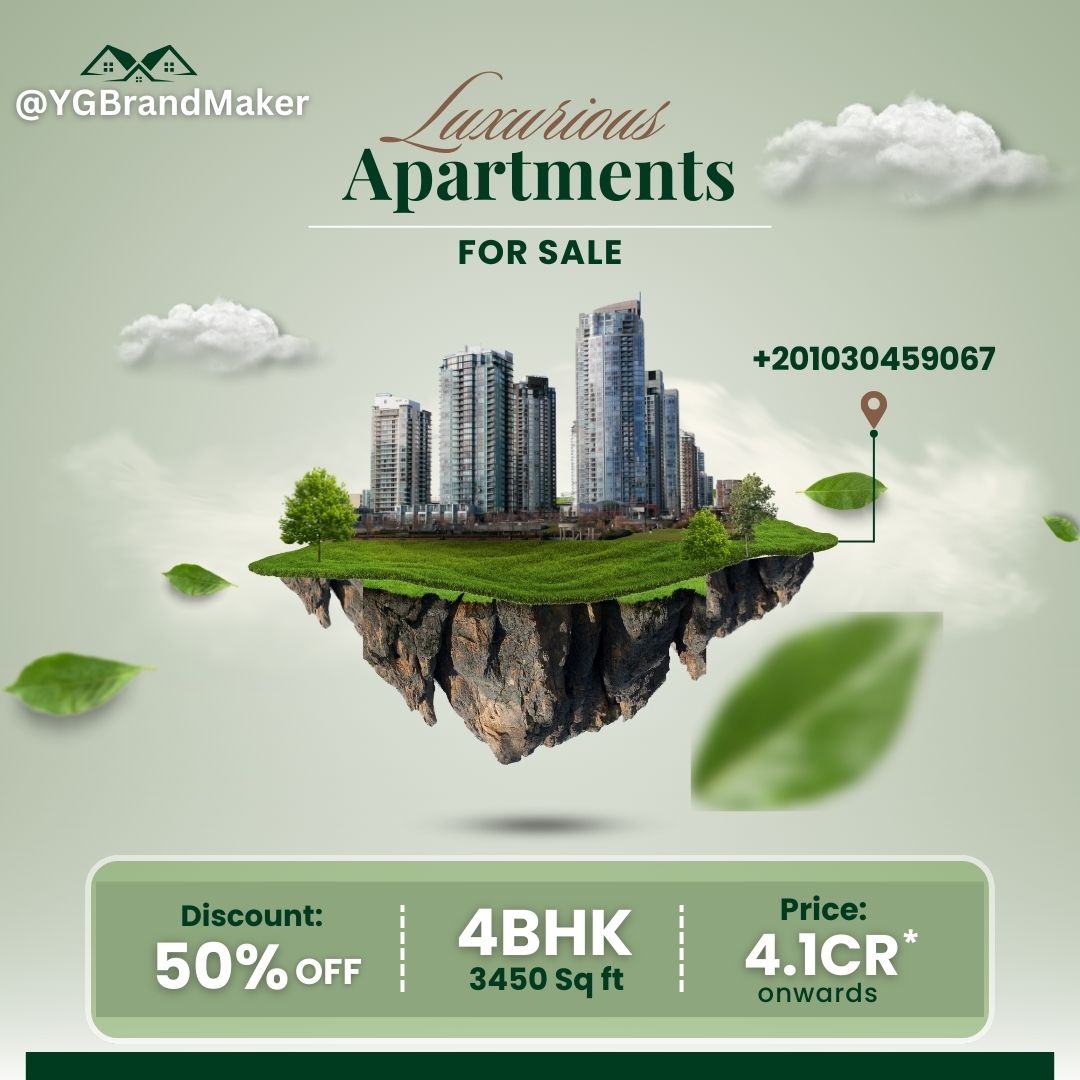 @YGBrandMaker
Luxurious
Apartments
FOR SALE
+201030459067
Discount:
50% OFF
4BHK
3450 Sq ft
Price:
4.1CR*
onwards